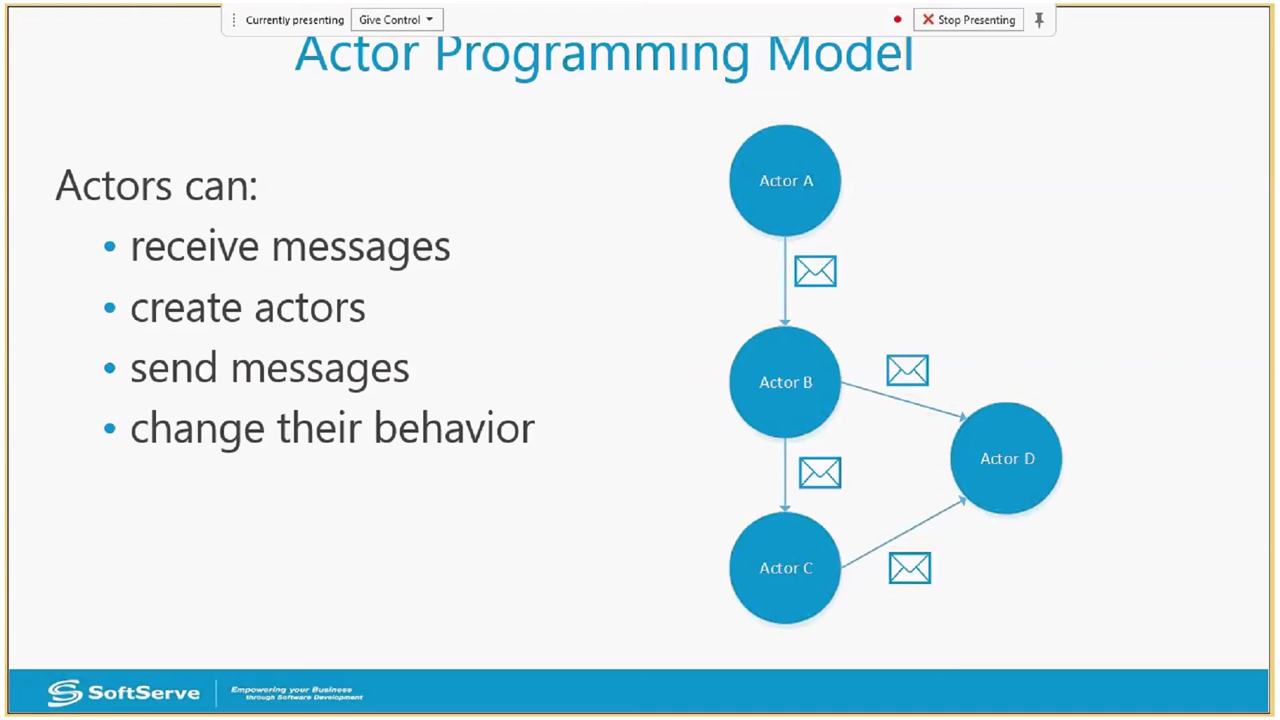 Currently presenting
Give Control
Stop Presenting
Actor Programming Model
Actors can:
• receive messages
• create actors
• send messages
• change their behavior
Actor A
Actor B
Actor D
Actor C
SoftServe
Empowering your Business
through Software Development